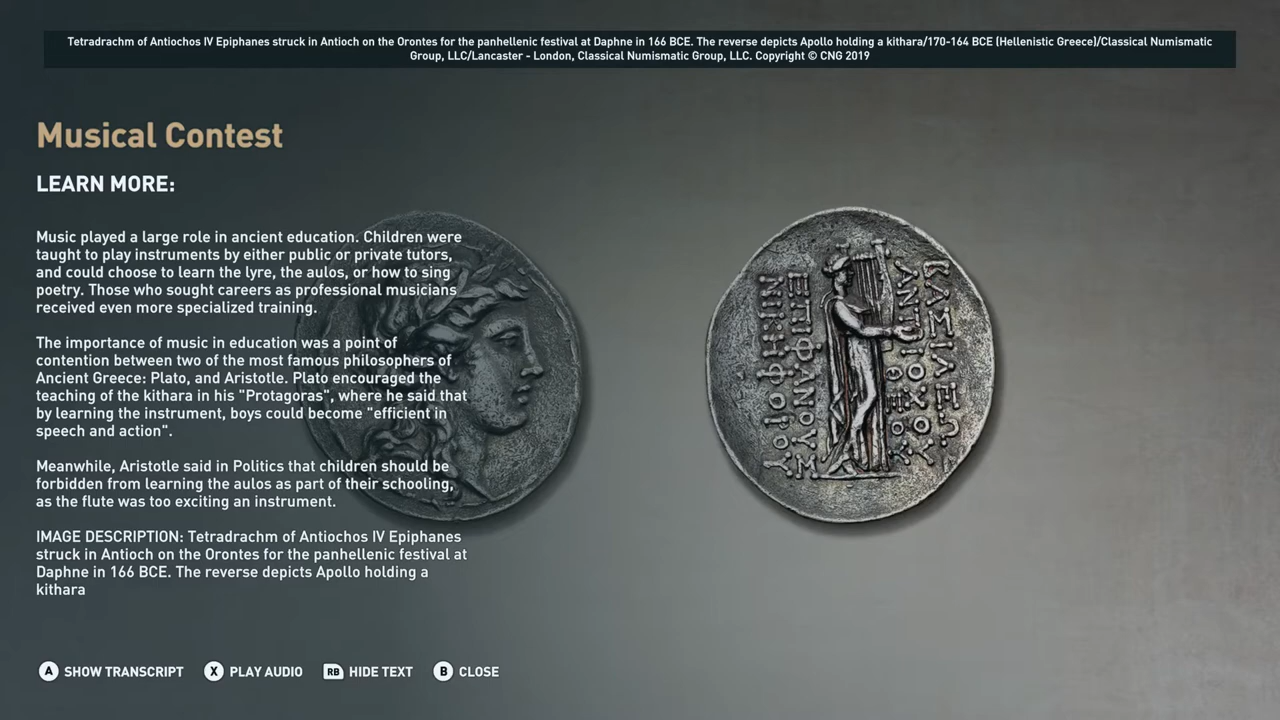 Tetradrachm of Antiochos IV Epiphanes struck in Antioch on the Orontes for the panhellenic festival at Daphne in 166 BCE. The reverse depicts Apollo holding a kithara/170-164 BCE (Hellenistic Greece)/Classical Numismatic
Group, LLC/Lancaster - London, Classical Numismatic Group, LLC. Copyright © CNG 2019
Musical Contest
LEARN MORE:
Music played a large role in ancient education. Children were
taught to play instruments by either public or private tutors,
and could choose to learn the lyre, the aulos, or how to sing
poetry. Those who sought careers as professional musicians
received even more specialized training.
The importance of music in education was a point of
contention between two of the most famous philosophers of
Ancient Greece: Plato, and Aristotle. Plato encouraged the
teaching of the kithara in his "Protagoras", where he said that
by learning the instrument, boys could become "efficient in
speech and action".
Meanwhile, Aristotle said in Politics that children should be
forbidden from learning the aulos as part of their schooling,
as the flute was too exciting an instrument.
IMAGE DESCRIPTION: Tetradrachm of Antiochos IV Epiphanes
struck in Antioch on the Orontes for the panhellenic festival at
Daphne in 166 BCE. The reverse depicts Apollo holding a
kithara
ΒΑΣΙΛΕΩΣ
ΑΝΤΙΟΧΟΥ
ΘΕΟΥ
ΕΠΙΦΑΝΟΥΣ
ΝΙΚΗΦΟΡΟΥ
A SHOW TRANSCRIPT X PLAY AUDIO RB HIDE TEXT B CLOSE